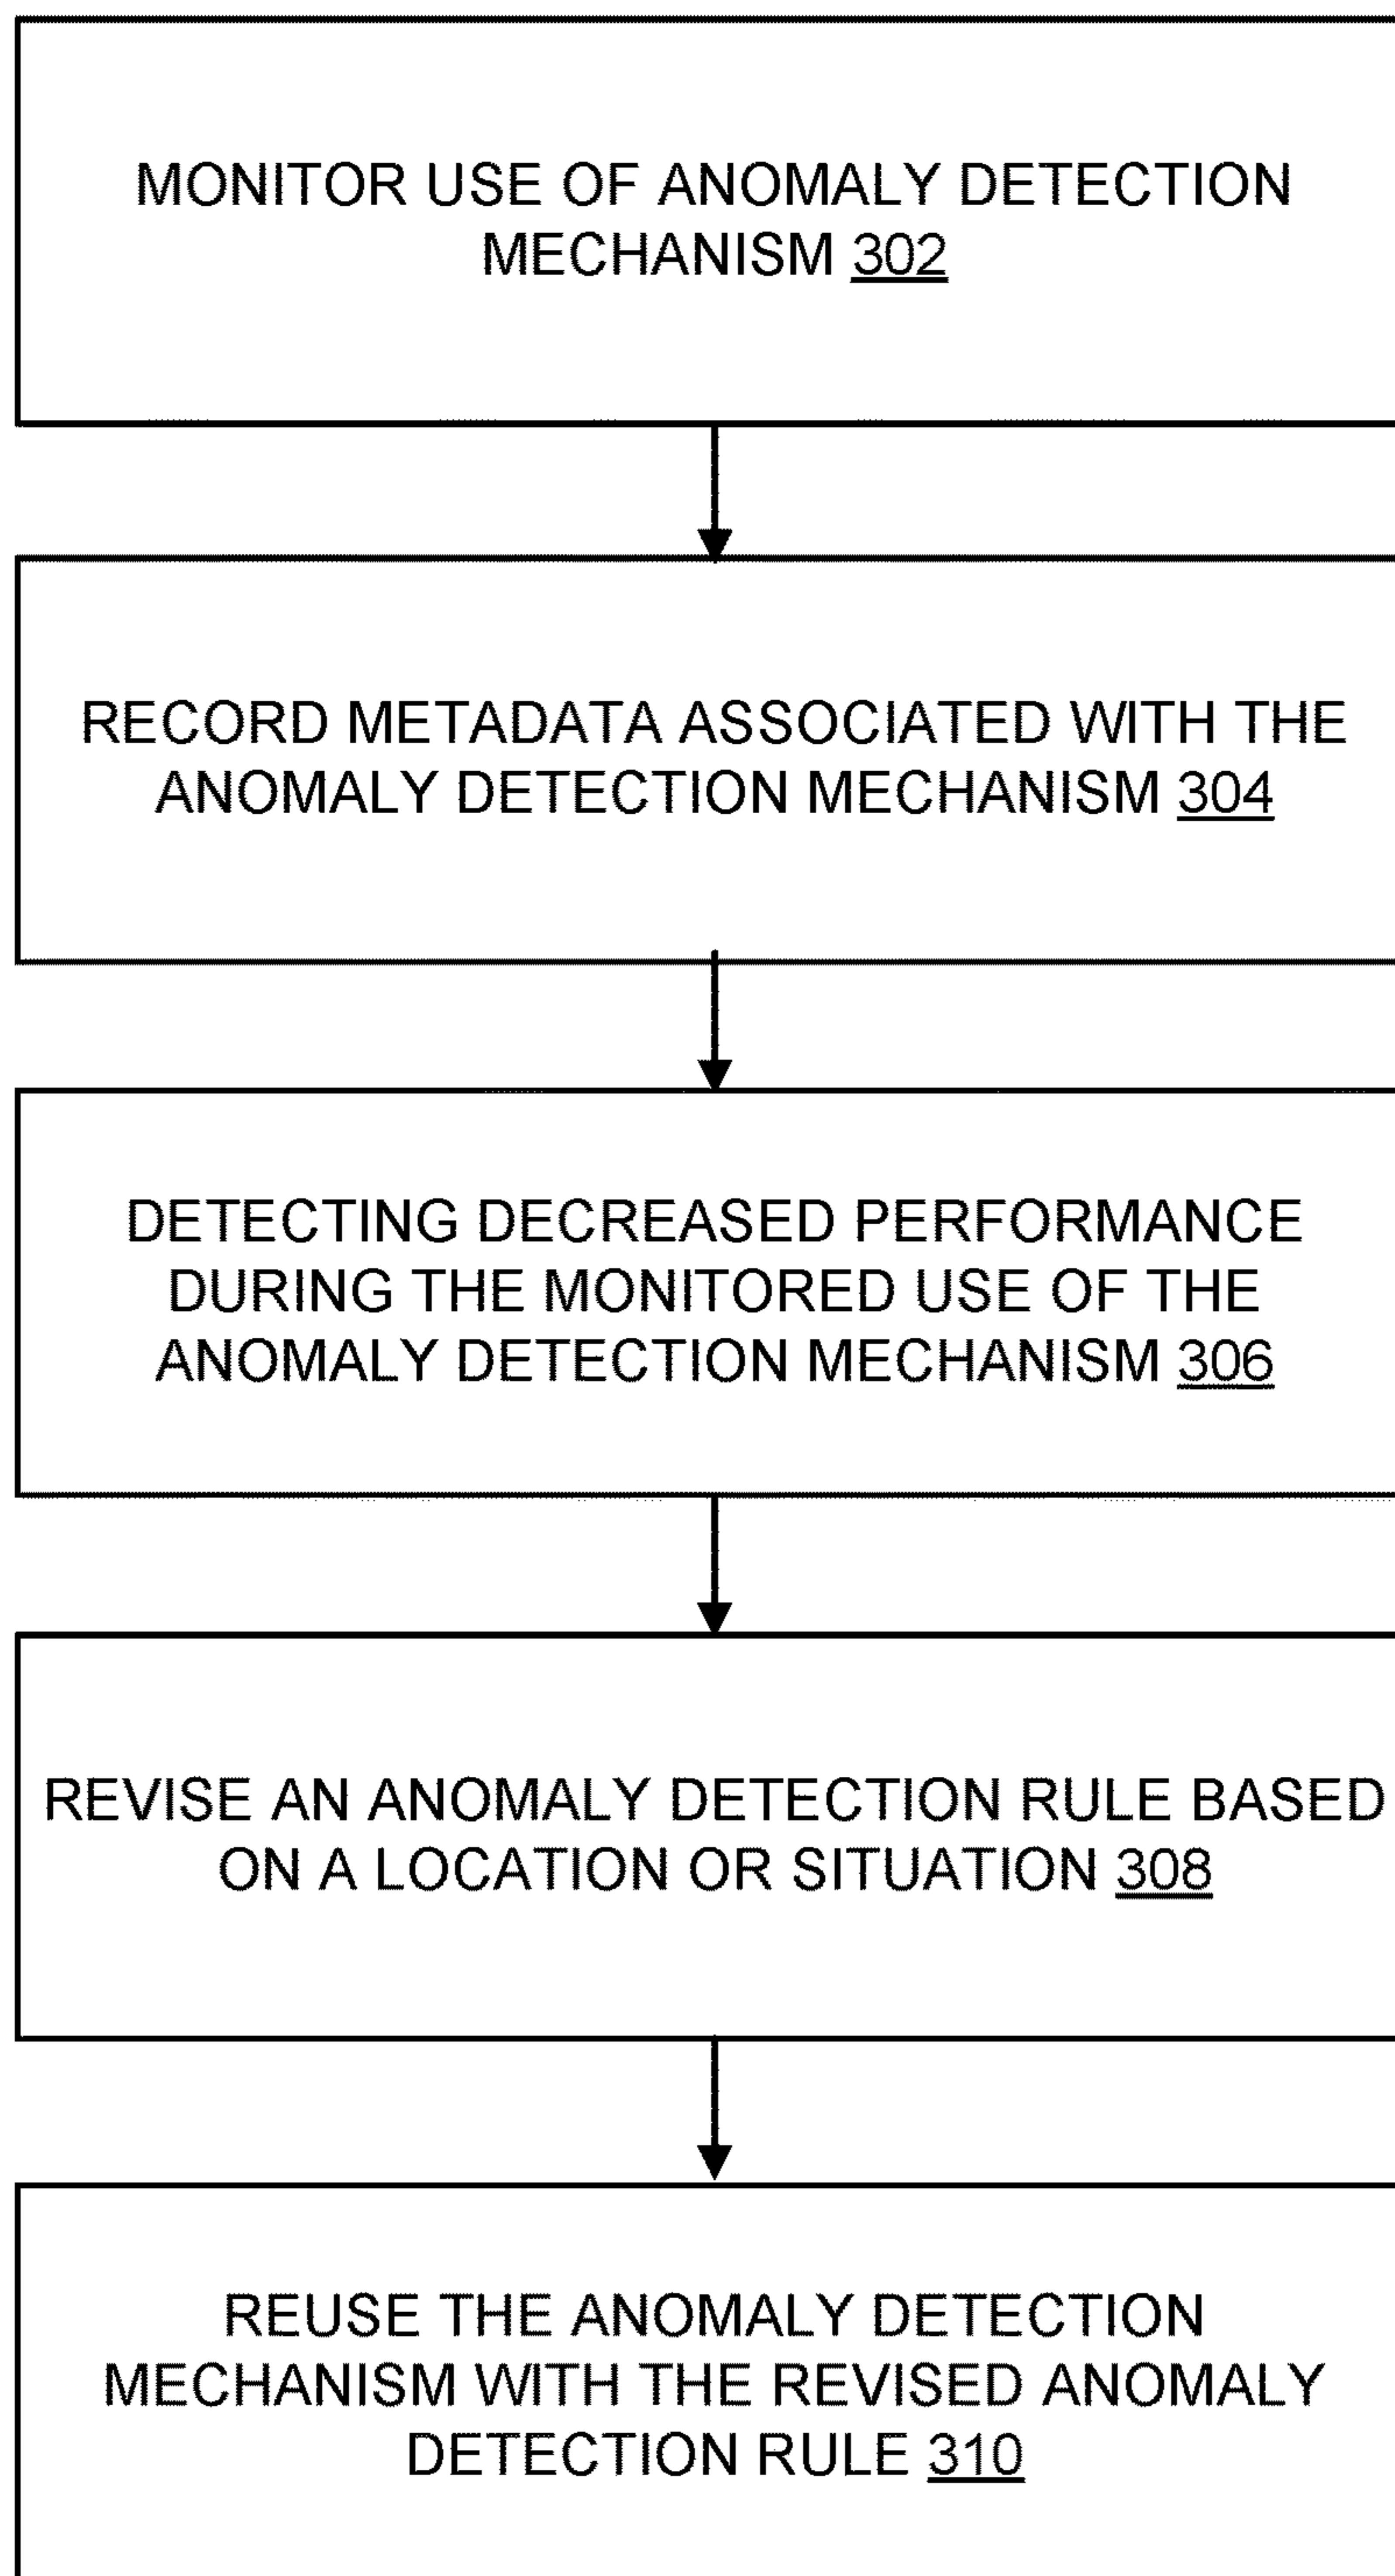 MONITOR USE OF ANOMALY DETECTION
MECHANISM 302
RECORD METADATA ASSOCIATED WITH THE
ANOMALY DETECTION MECHANISM 304
DETECTING DECREASED PERFORMANCE
DURING THE MONITORED USE OF THE
ANOMALY DETECTION MECHANISM 306
REVISE AN ANOMALY DETECTION RULE BASED
ON A LOCATION OR SITUATION 308
REUSE THE ANOMALY DETECTION
MECHANISM WITH THE REVISED ANOMALY
DETECTION RULE 310